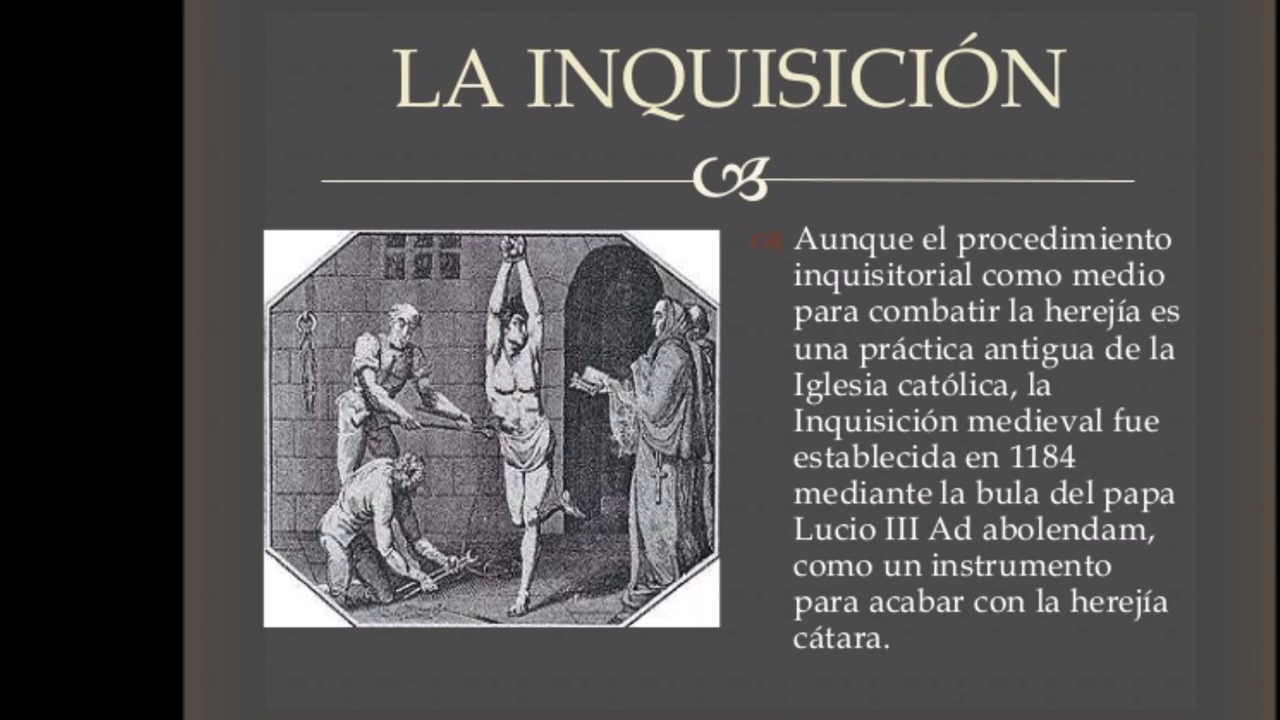 LA INQUISICIÓN
Aunque el procedimiento
inquisitorial como medio
para combatir la herejía es
una práctica antigua de la
Iglesia católica, la
Inquisición medieval fue
establecida en 1184
mediante la bula del papa
Lucio III Ad abolendam,
como un instrumento
para acabar con la herejía
cátara.